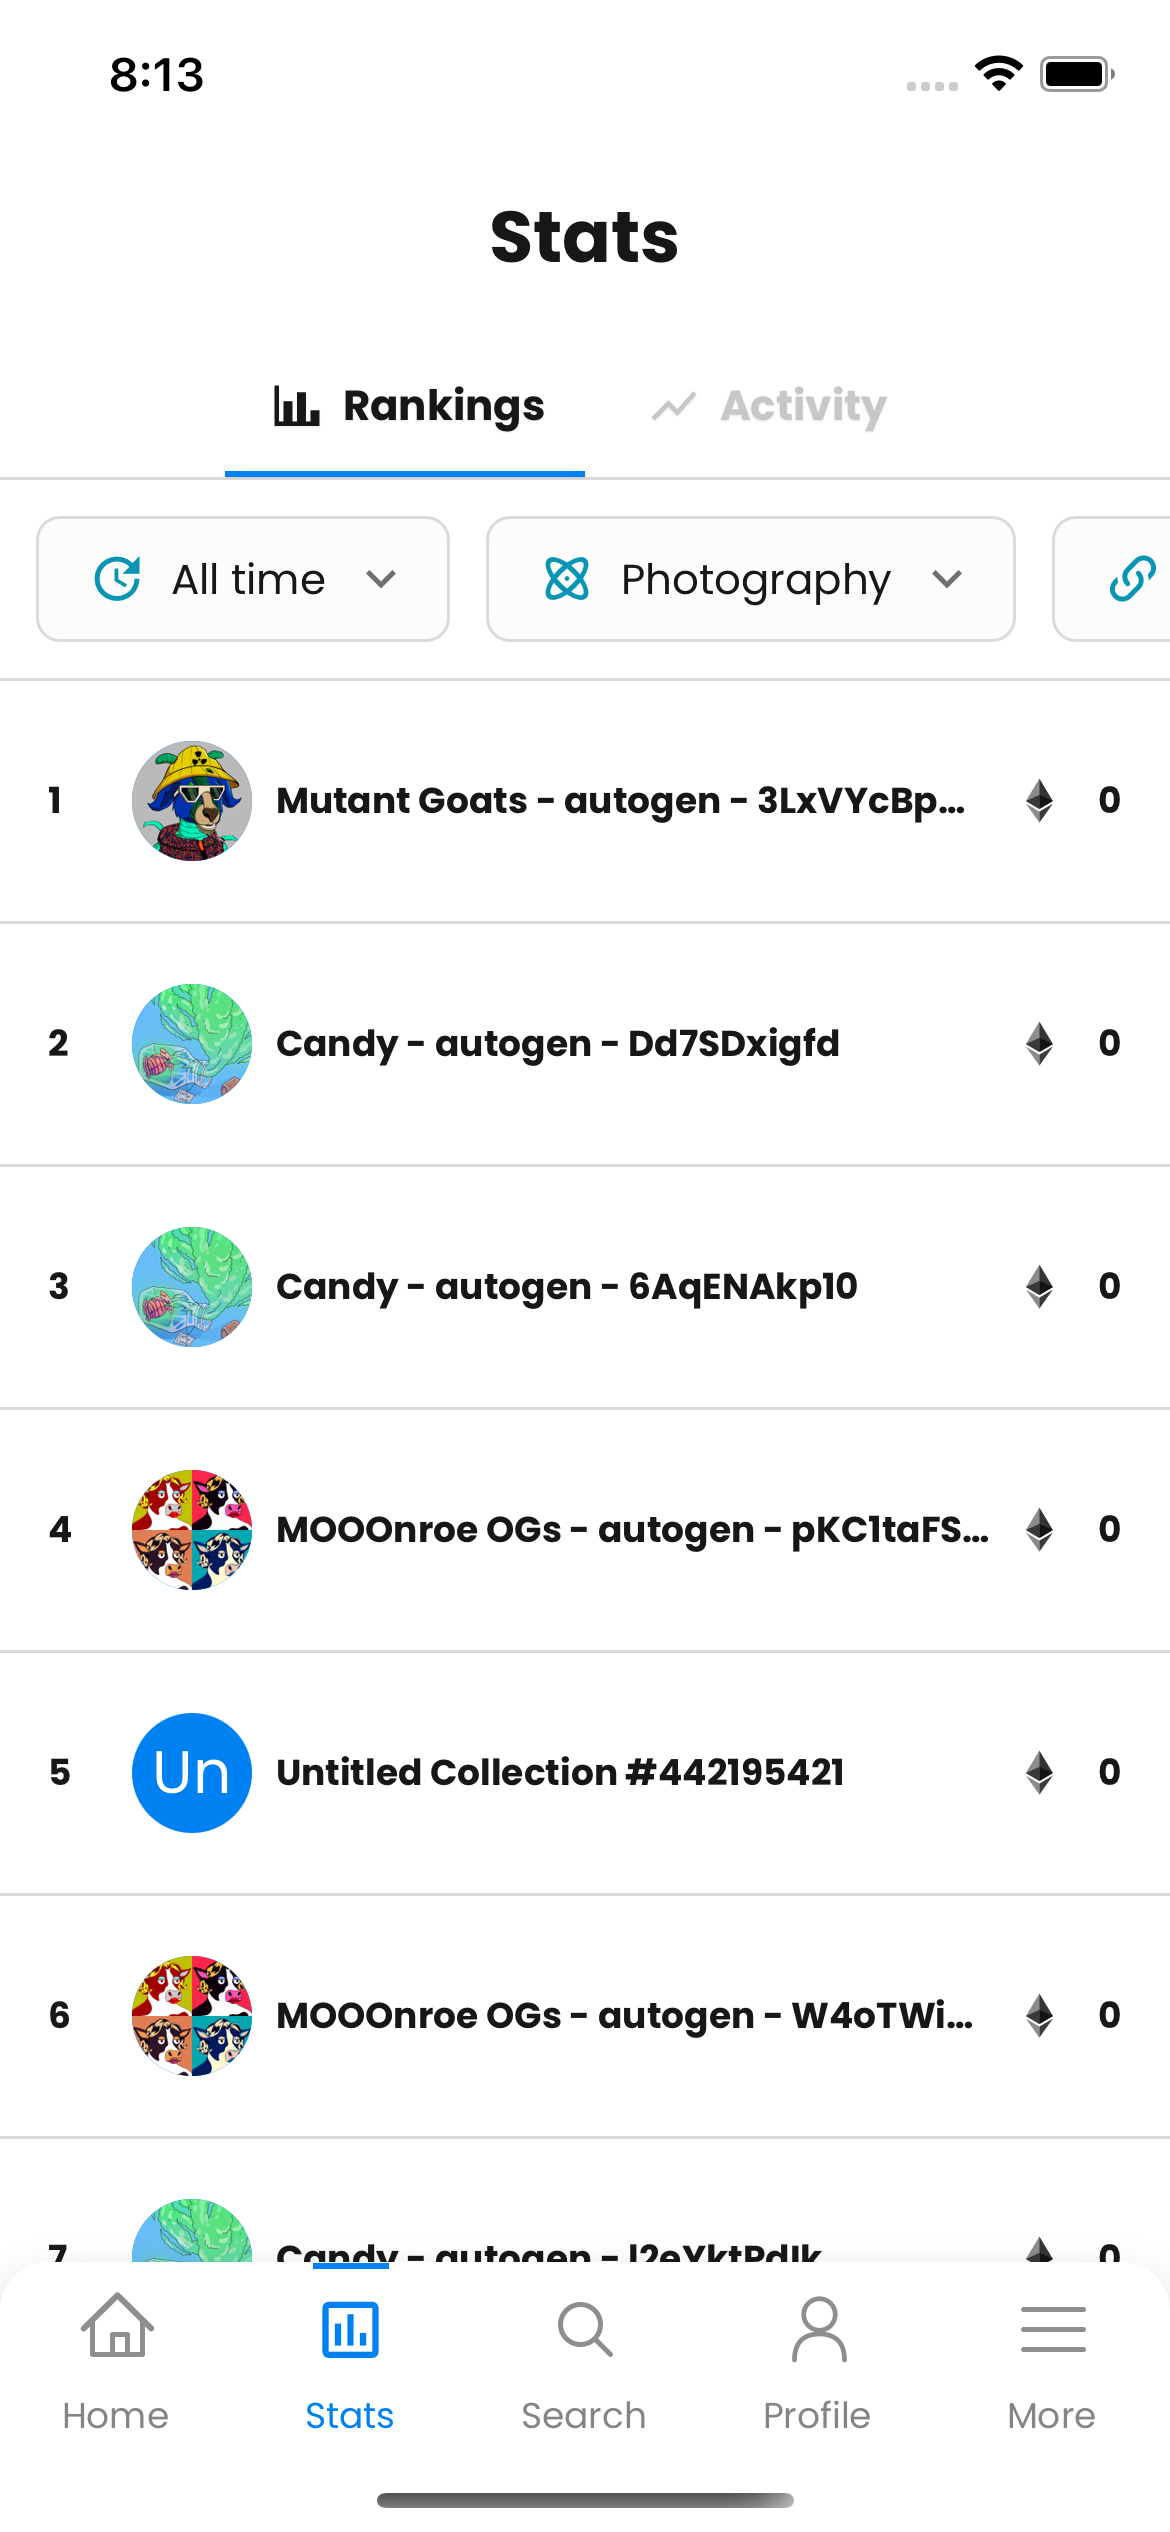 8:13
Stats
Rankings Activity
All time Photography
1 Mutant Goats - autogen - 3LxVYcBp... 0
2 Candy - autogen - Dd7SDxigfd 0
3 Candy - autogen - 6AqENAkp10 0
4 MOOOnroe OGs - autogen - pKC1taFS... 0
5 Un Untitled Collection #442195421 0
6 MOOOnroe OGs - autogen - W4oTWi... 0
7 Candy - autogen - 0
Home Stats Search Profile More